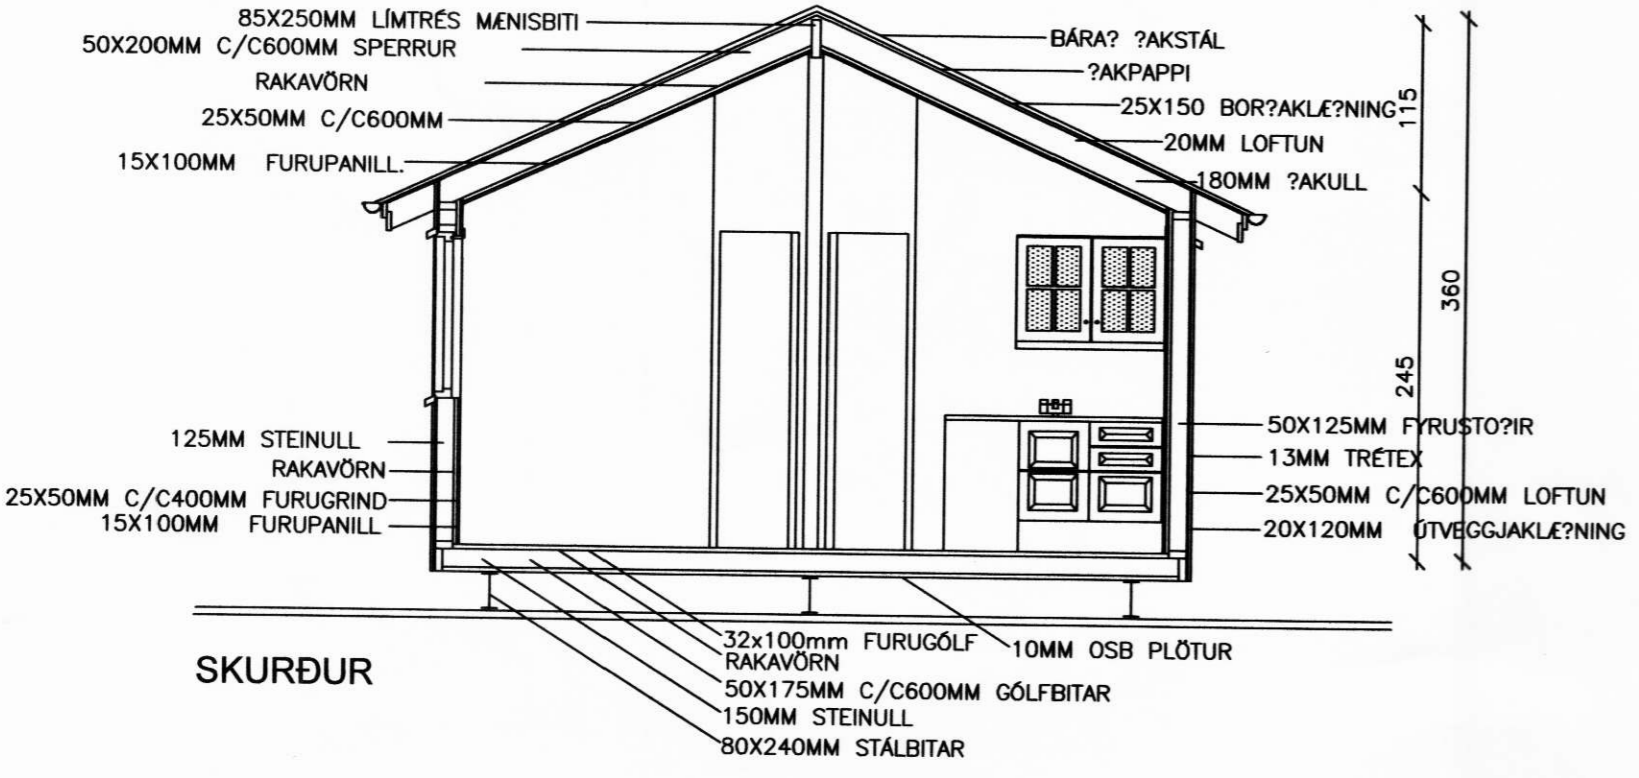 85X250MM LÍMTRÉS MÆNISBITI
50X200MM C/C600MM SPERRUR
RAKAVÖRN
25X50MM C/C600MM
15X100MM FURUPANILL.
BÁRA? ?AKSTÁL
?AKPAPPI
25X150 BOR?AKLÆ?NING
20MM LOFTUN
180MM ?AKULL
115
360
245
125MM STEINULL
RAKAVÖRN
25X50MM C/C400MM FURUGRIND
15X100MM FURUPANILL
50X125MM FYRUSTO?IR
13MM TRÉTEX
25X50MM C/C600MM LOFTUN
20X120MM ÚTVEGGJAKLÆ?NING
32x100mm FURUGÓLF
RAKAVÖRN
50X175MM C/C600MM GÓLFBITAR
150MM STEINULL
80X240MM STÁLBITAR
10MM OSB PLÖTUR
SKURÐUR